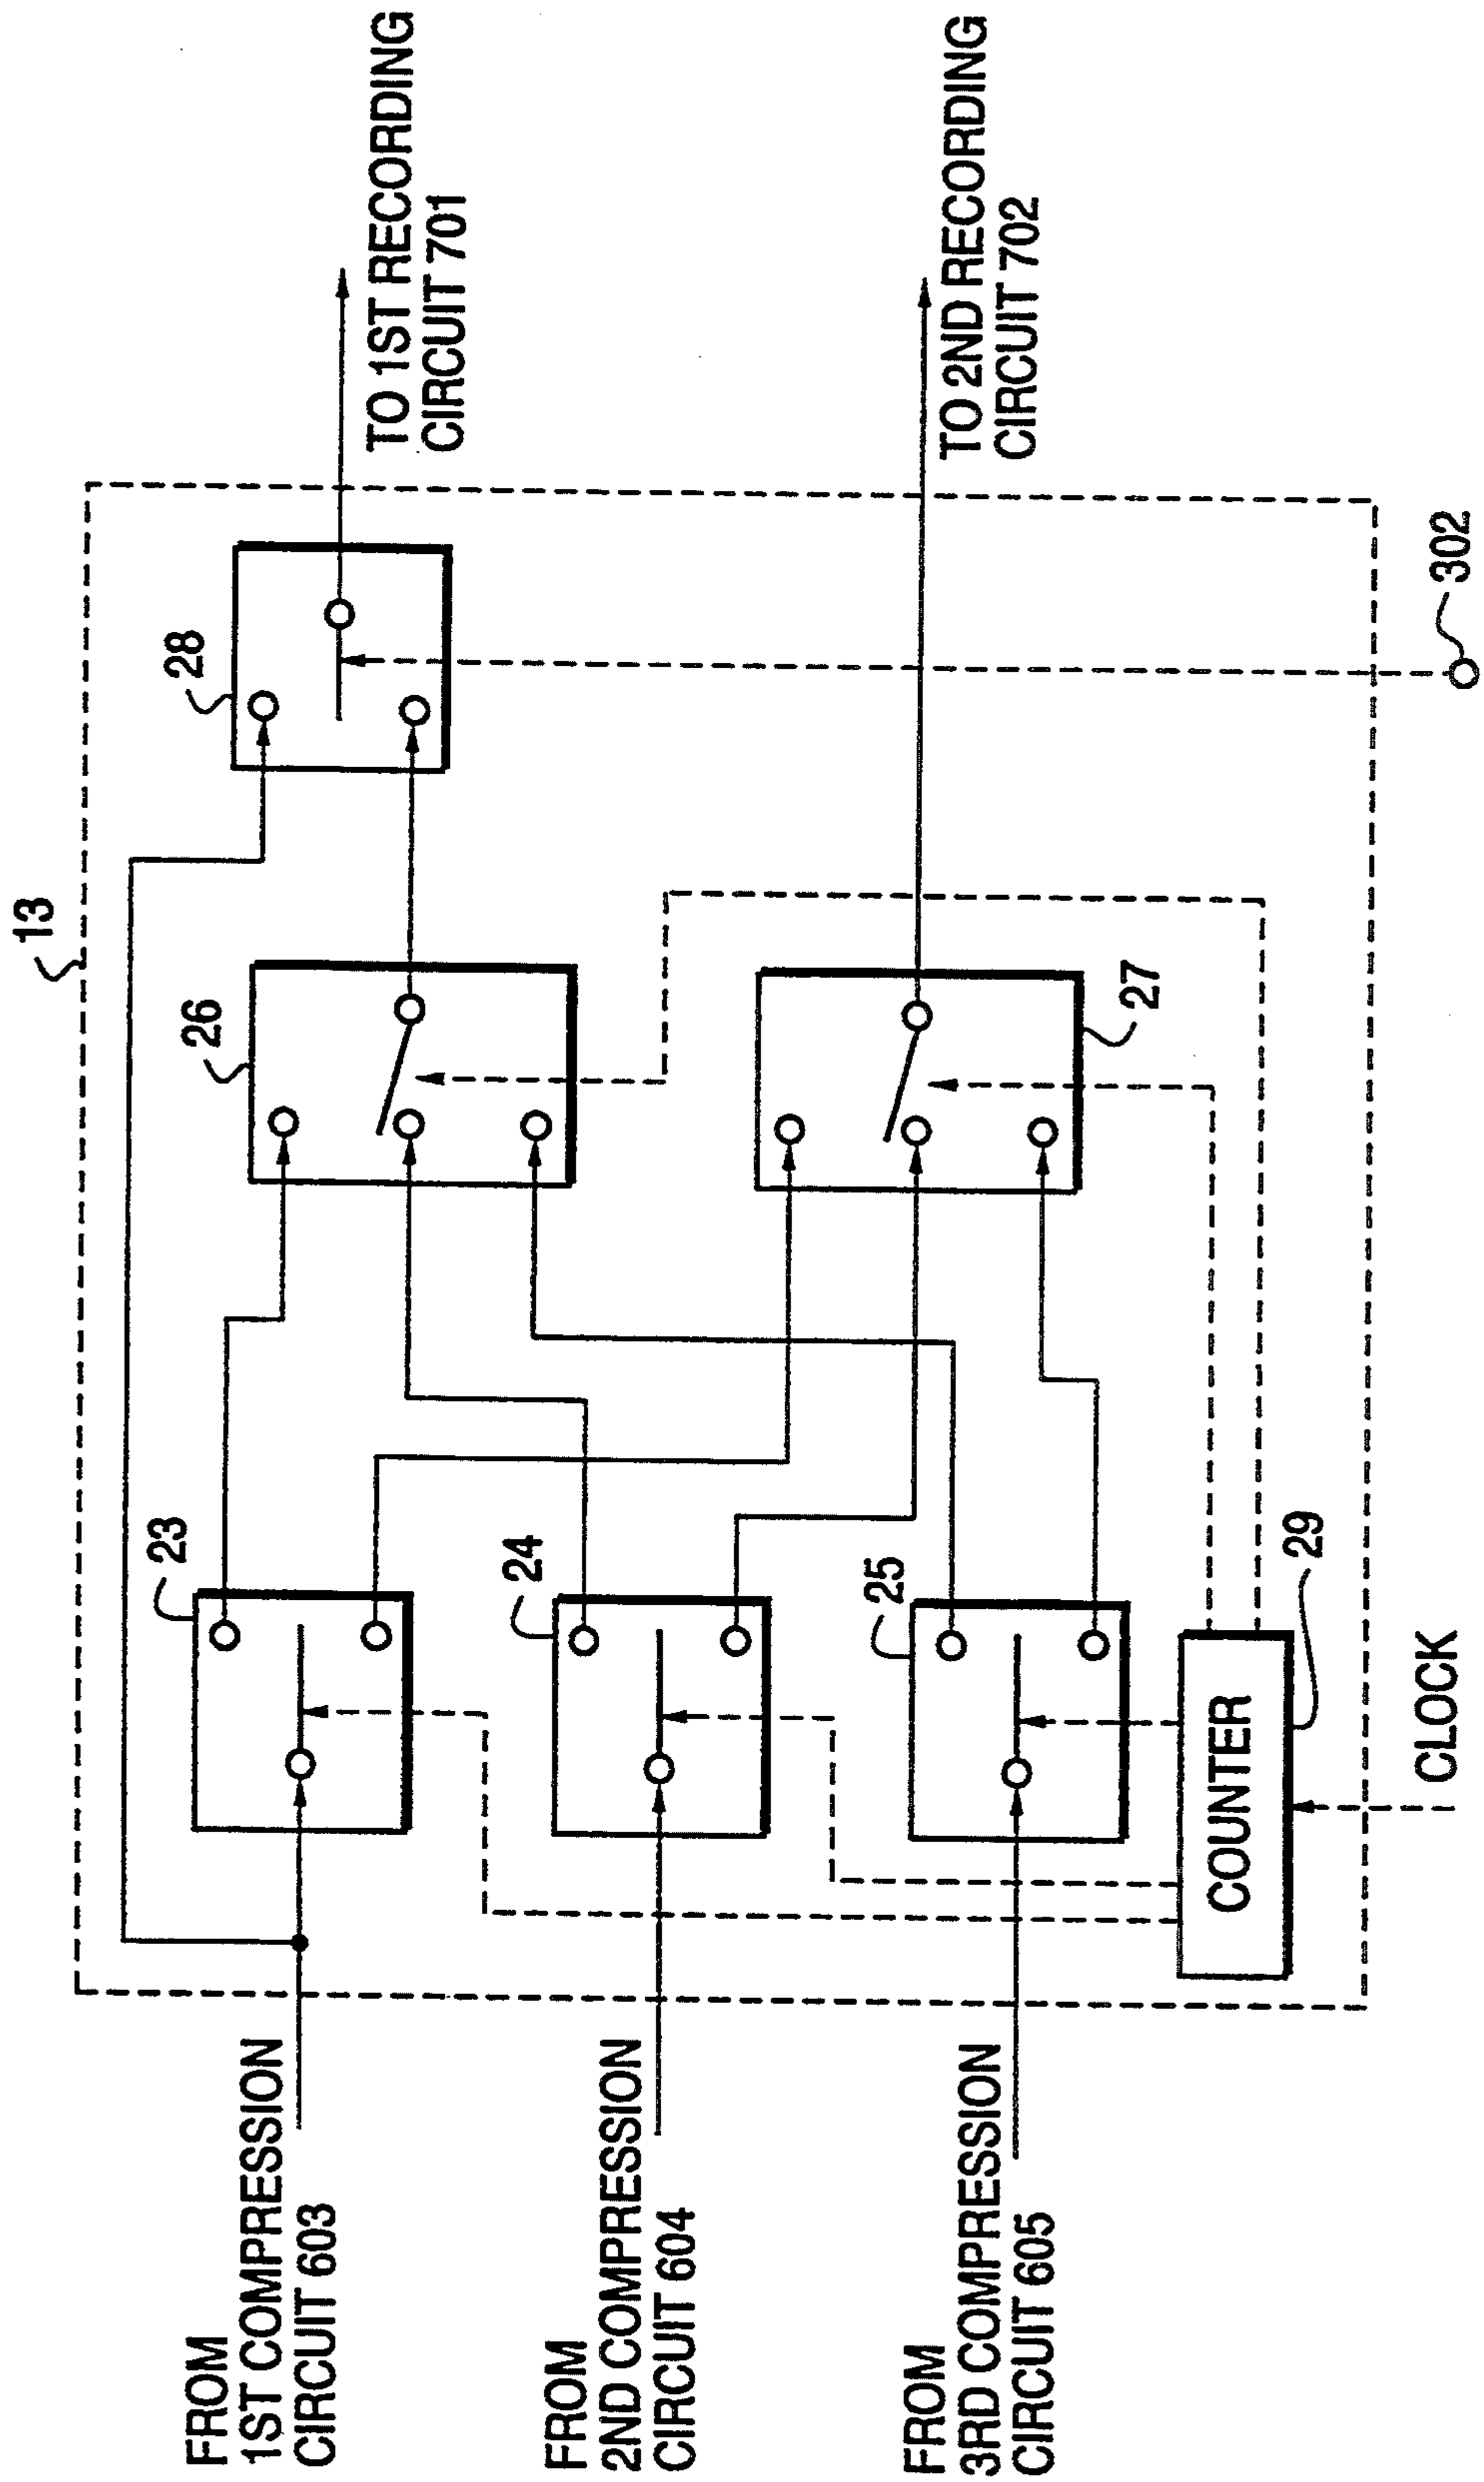 13
FROM
1ST COMPRESSION
CIRCUIT 603
23
26
28
TO 1ST RECORDING
CIRCUIT 701
FROM
2ND COMPRESSION
CIRCUIT 604
24
FROM
3RD COMPRESSION
CIRCUIT 605
25
27
TO 2ND RECORDING
CIRCUIT 702
COUNTER
29
CLOCK
302